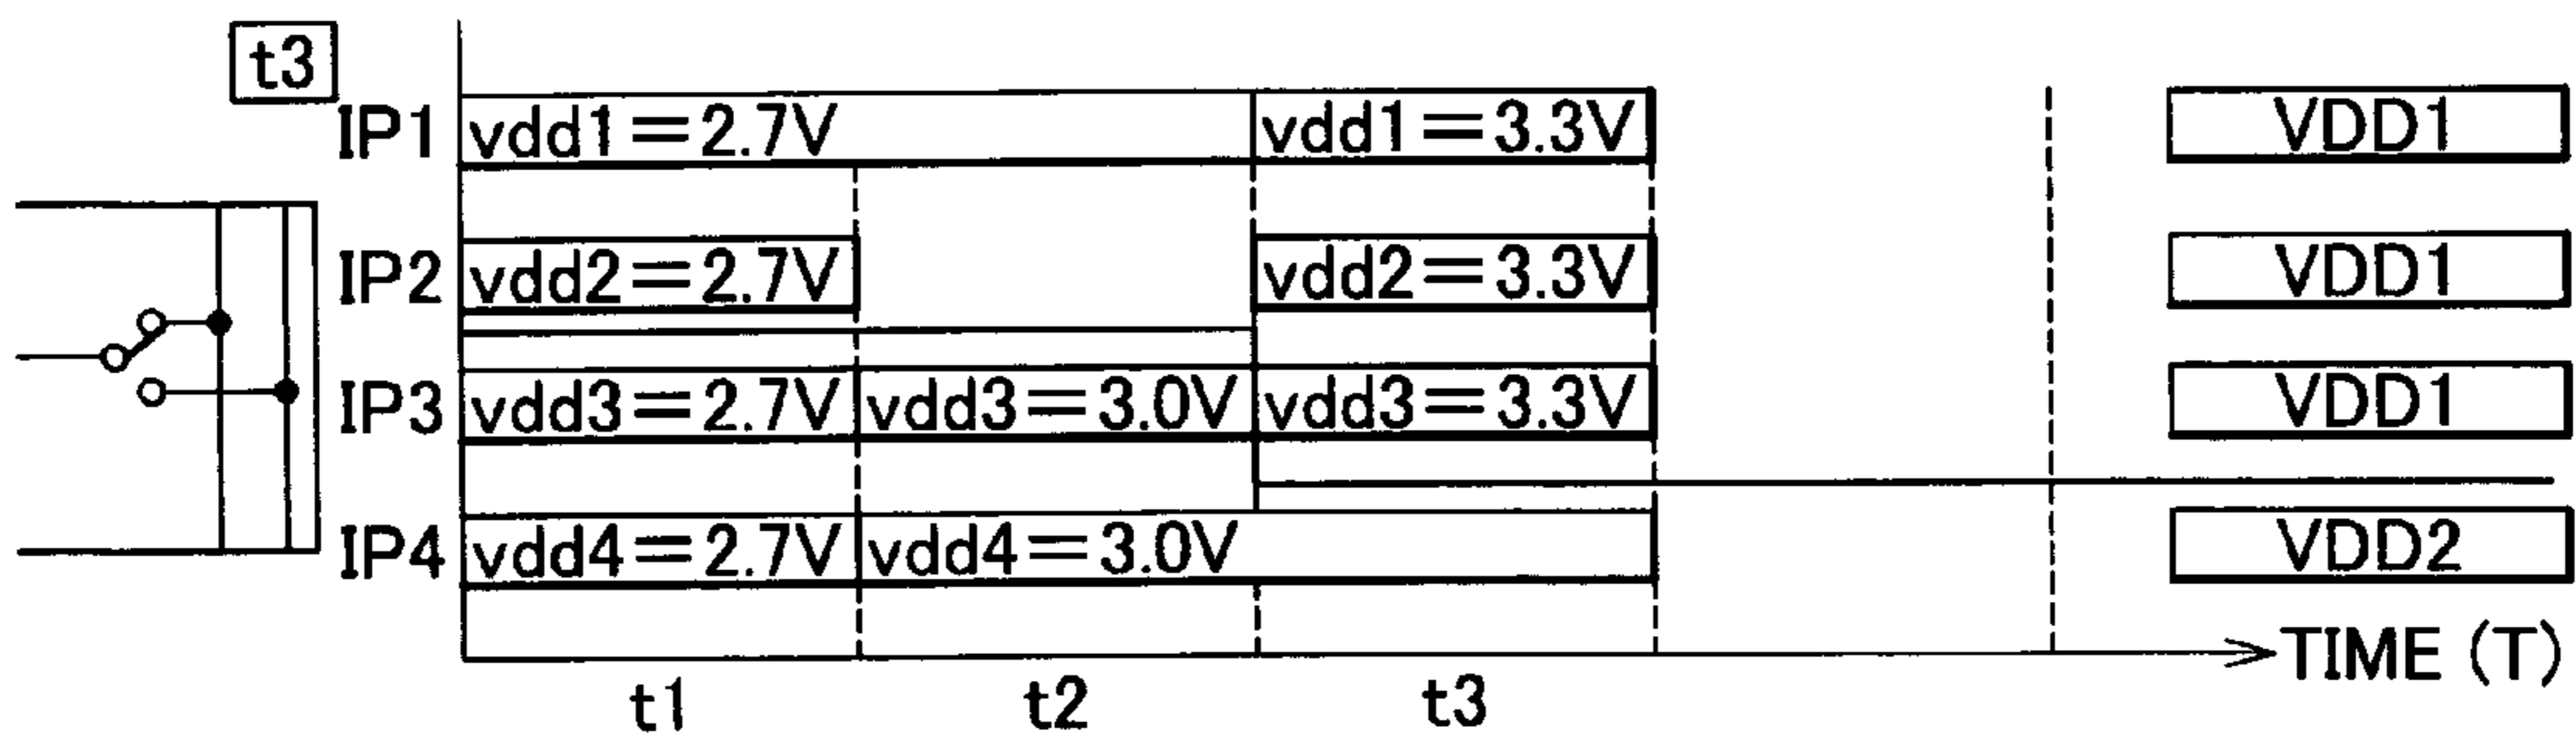 t3
IP1 vdd1=2.7V vdd1=3.3V VDD1
IP2 vdd2=2.7V vdd2=3.3V VDD1
IP3 vdd3=2.7V vdd3=3.0V vdd3=3.3V VDD1
IP4 vdd4=2.7V vdd4=3.0V VDD2
TIME (T)
t1 t2 t3